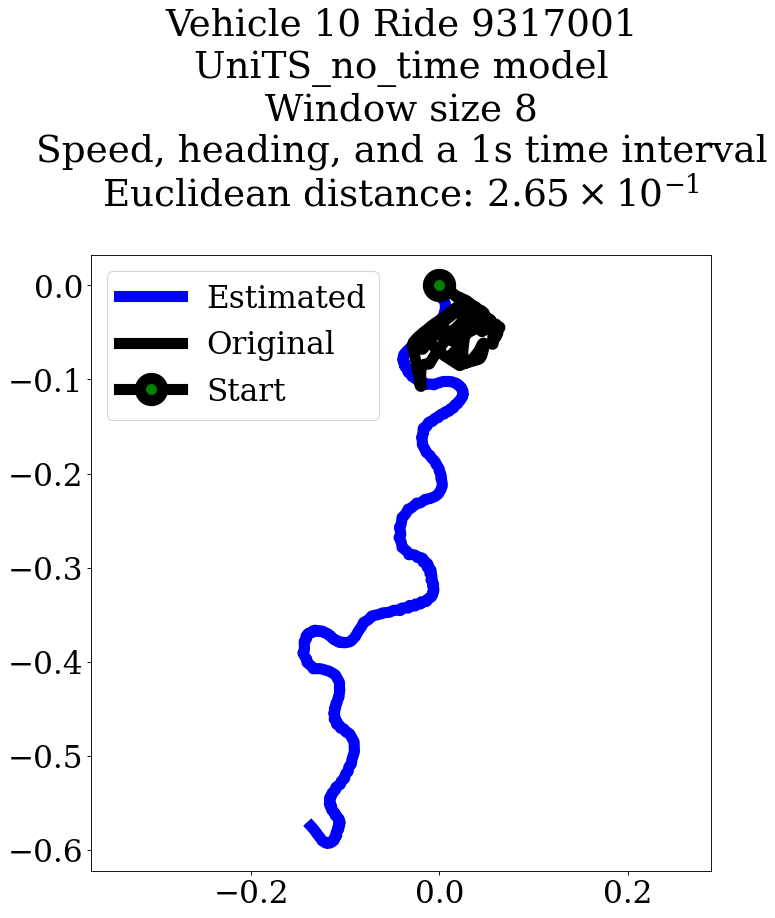 Vehicle 10 Ride 9317001
UniTS_no_time model
Window size 8
Speed, heading, and a 1s time interval
Euclidean distance: 2.65 × 10⁻¹
Estimated
Original
Start
0.0
−0.1
−0.2
−0.3
−0.4
−0.5
−0.6
−0.2 0.0 0.2